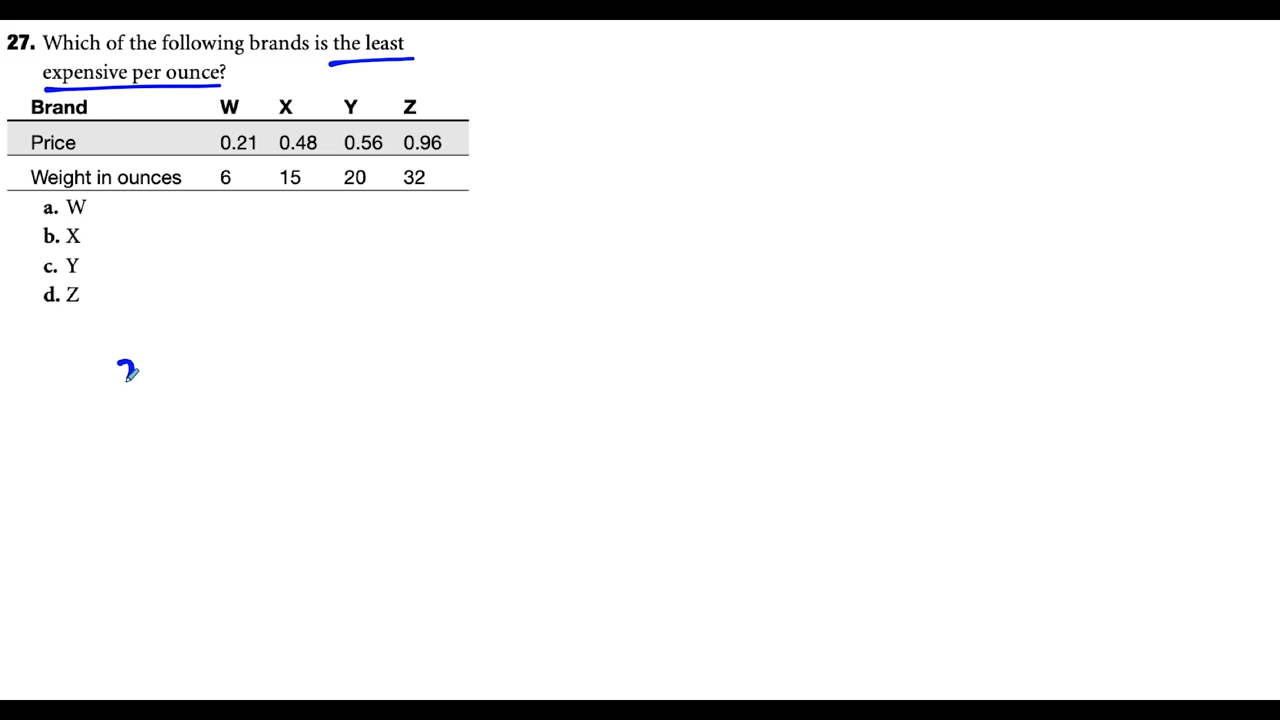 27. Which of the following brands is the least
expensive per ounce?
Brand W X Y Z
Price 0.21 0.48 0.56 0.96
Weight in ounces 6 15 20 32
a. W
b. X
c. Y
d. Z